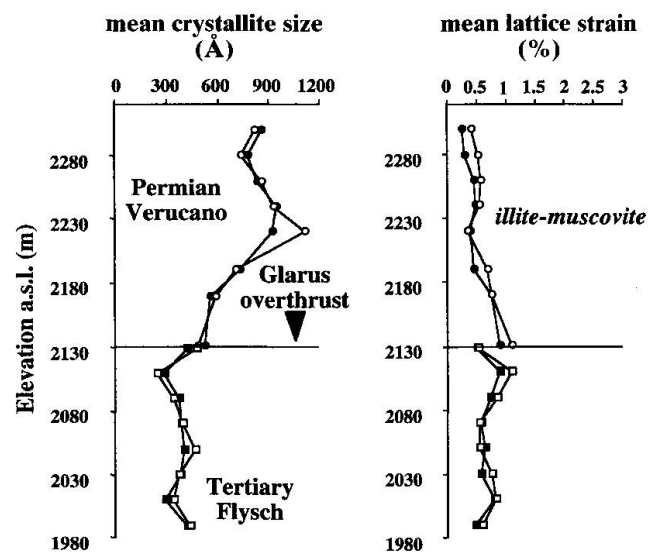 mean crystallite size
(Å)
0 300 600 900 1200
mean lattice strain
(%)
0 0.5 1 1.5 2 2.5 3
Elevation a.s.l. (m)
2280
2230
2180
2130
2080
2030
1980
Permian
Verucano
Glarus
overthrust
Tertiary
Flysch
2280
2230
2180
2130
2080
2030
1980
illite-muscovite